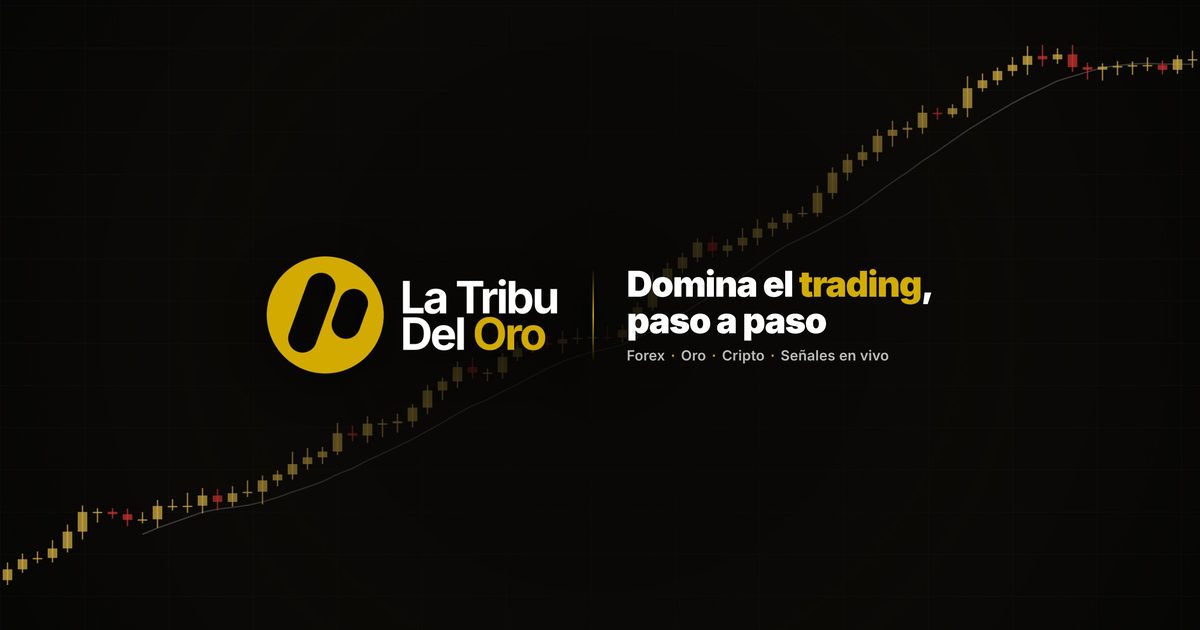 La Tribu
Del Oro
Domina el trading,
paso a paso
Forex · Oro · Cripto · Señales en vivo